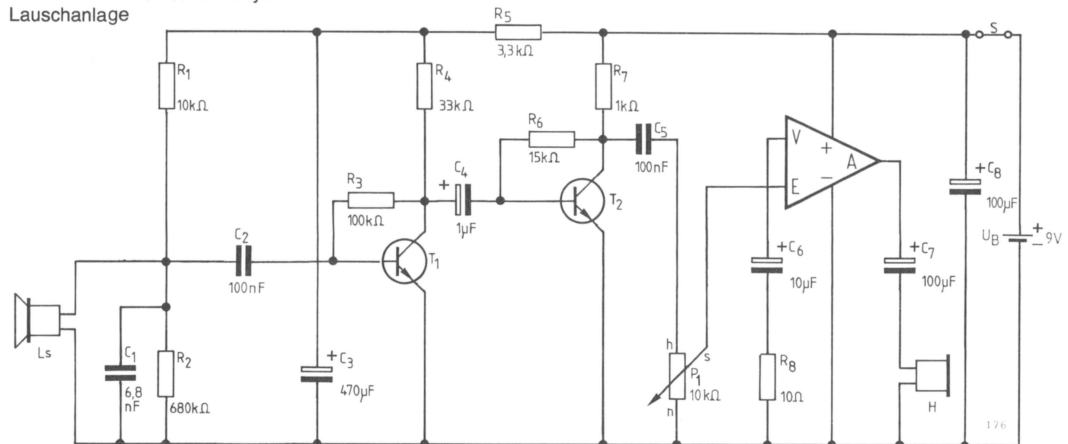 Lauschanlage
R5
3,3kΩ
S
R1
10kΩ
R4
33kΩ
R7
1kΩ
R6
15kΩ
C5
100nF
V
+
A
E
−
+C8
100µF
R3
100kΩ
+ C4
1µF
T2
C2
100nF
T1
UB
+
−
9V
+C6
10µF
+C7
100µF
Ls
C1
6,8
nF
R2
680kΩ
+C3
470µF
h
s
P1
10kΩ
n
R8
10Ω
H
176